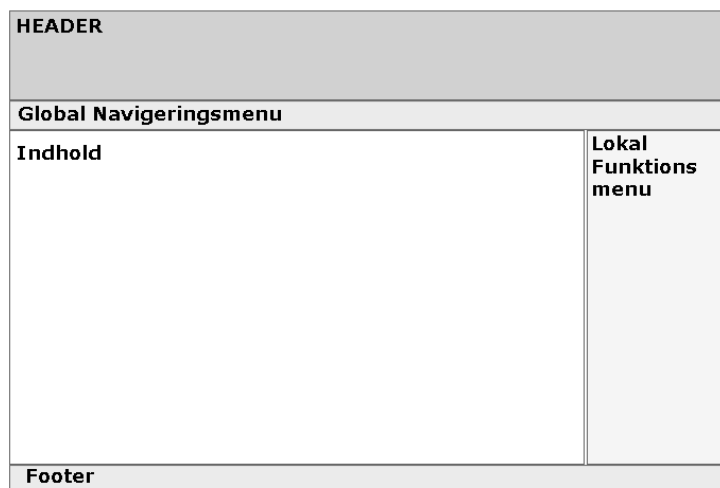 HEADER
Global Navigeringsmenu
Indhold
Lokal
Funktions
menu
Footer